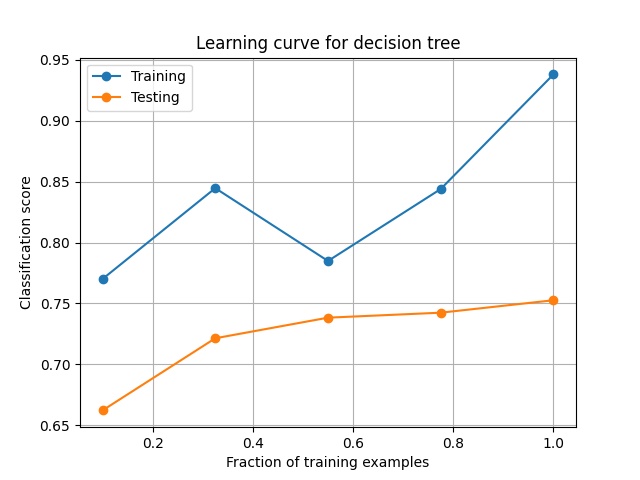 Learning curve for decision tree
Training
Testing
Classification score
0.95
0.90
0.85
0.80
0.75
0.70
0.65
0.2
0.4
0.6
0.8
1.0
Fraction of training examples